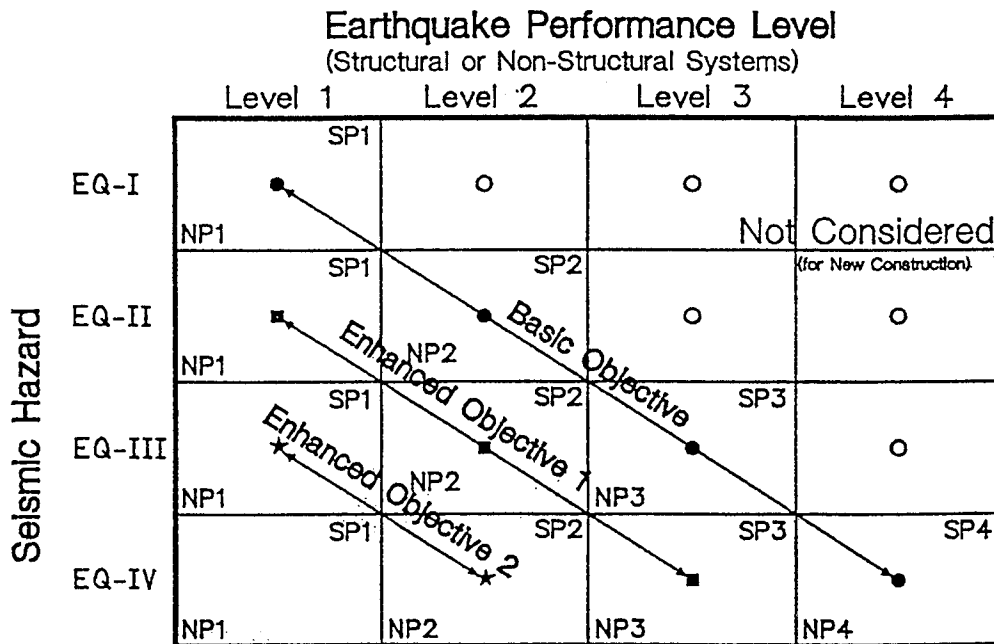 Earthquake Performance Level
(Structural or Non-Structural Systems)
Level 1 Level 2 Level 3 Level 4
SP1
EQ-I
NP1
Not Considered
(for New Construction)
SP1 SP2
EQ-II
NP1 NP2
Basic Objective
SP1 SP2 SP3
Enhanced Objective 1
EQ-III
NP1 NP2 NP3
SP1 SP2 SP3 SP4
Enhanced Objective 2
EQ-IV
NP1 NP2 NP3 NP4
Seismic Hazard